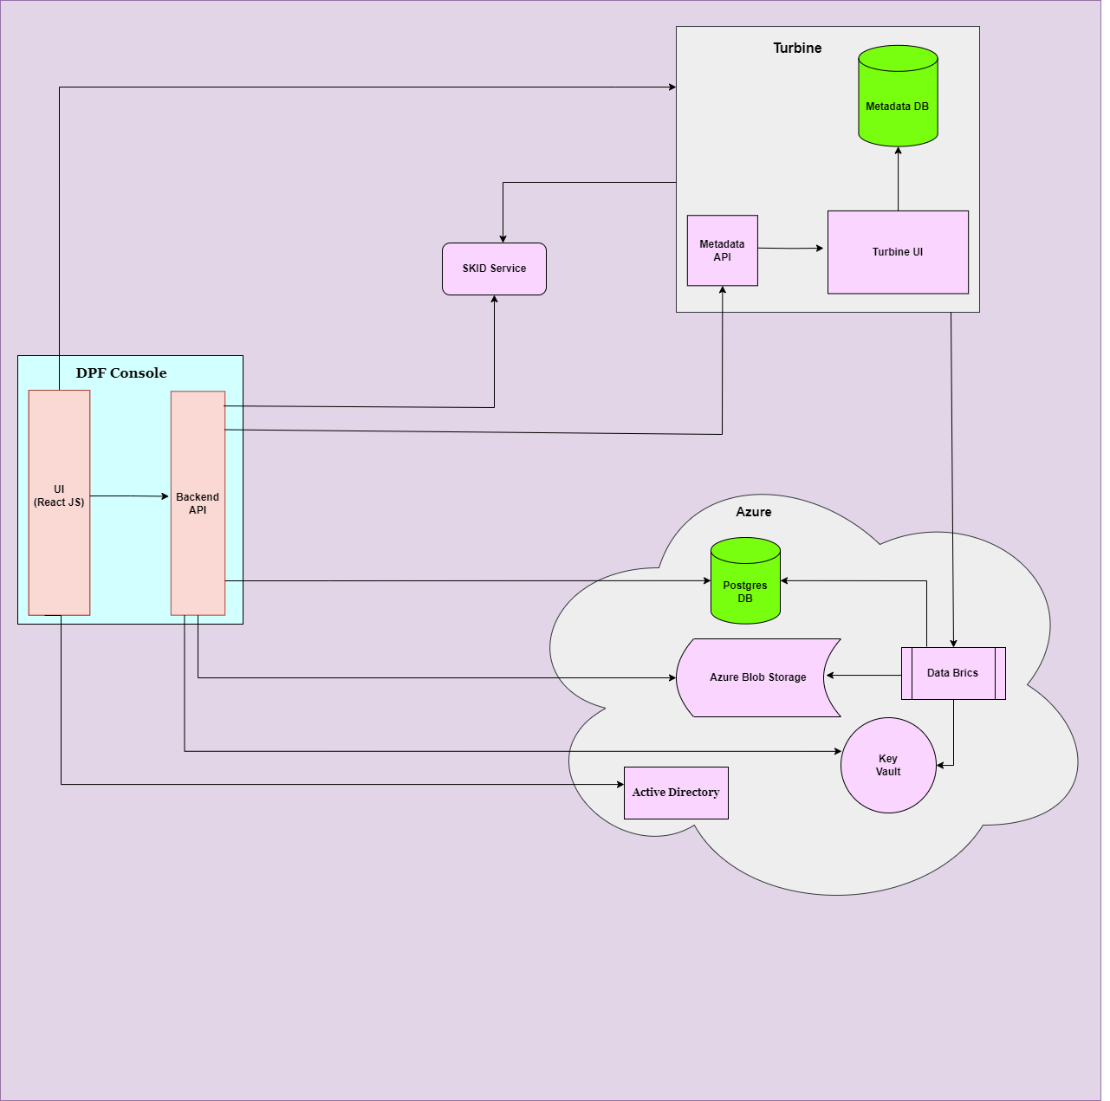 Turbine
Metadata DB
Metadata
API
Turbine UI
SKID Service
DPF Console
UI
(React JS)
Backend
API
Azure
Postgres
DB
Azure Blob Storage
Data Brics
Key
Vault
Active Directory